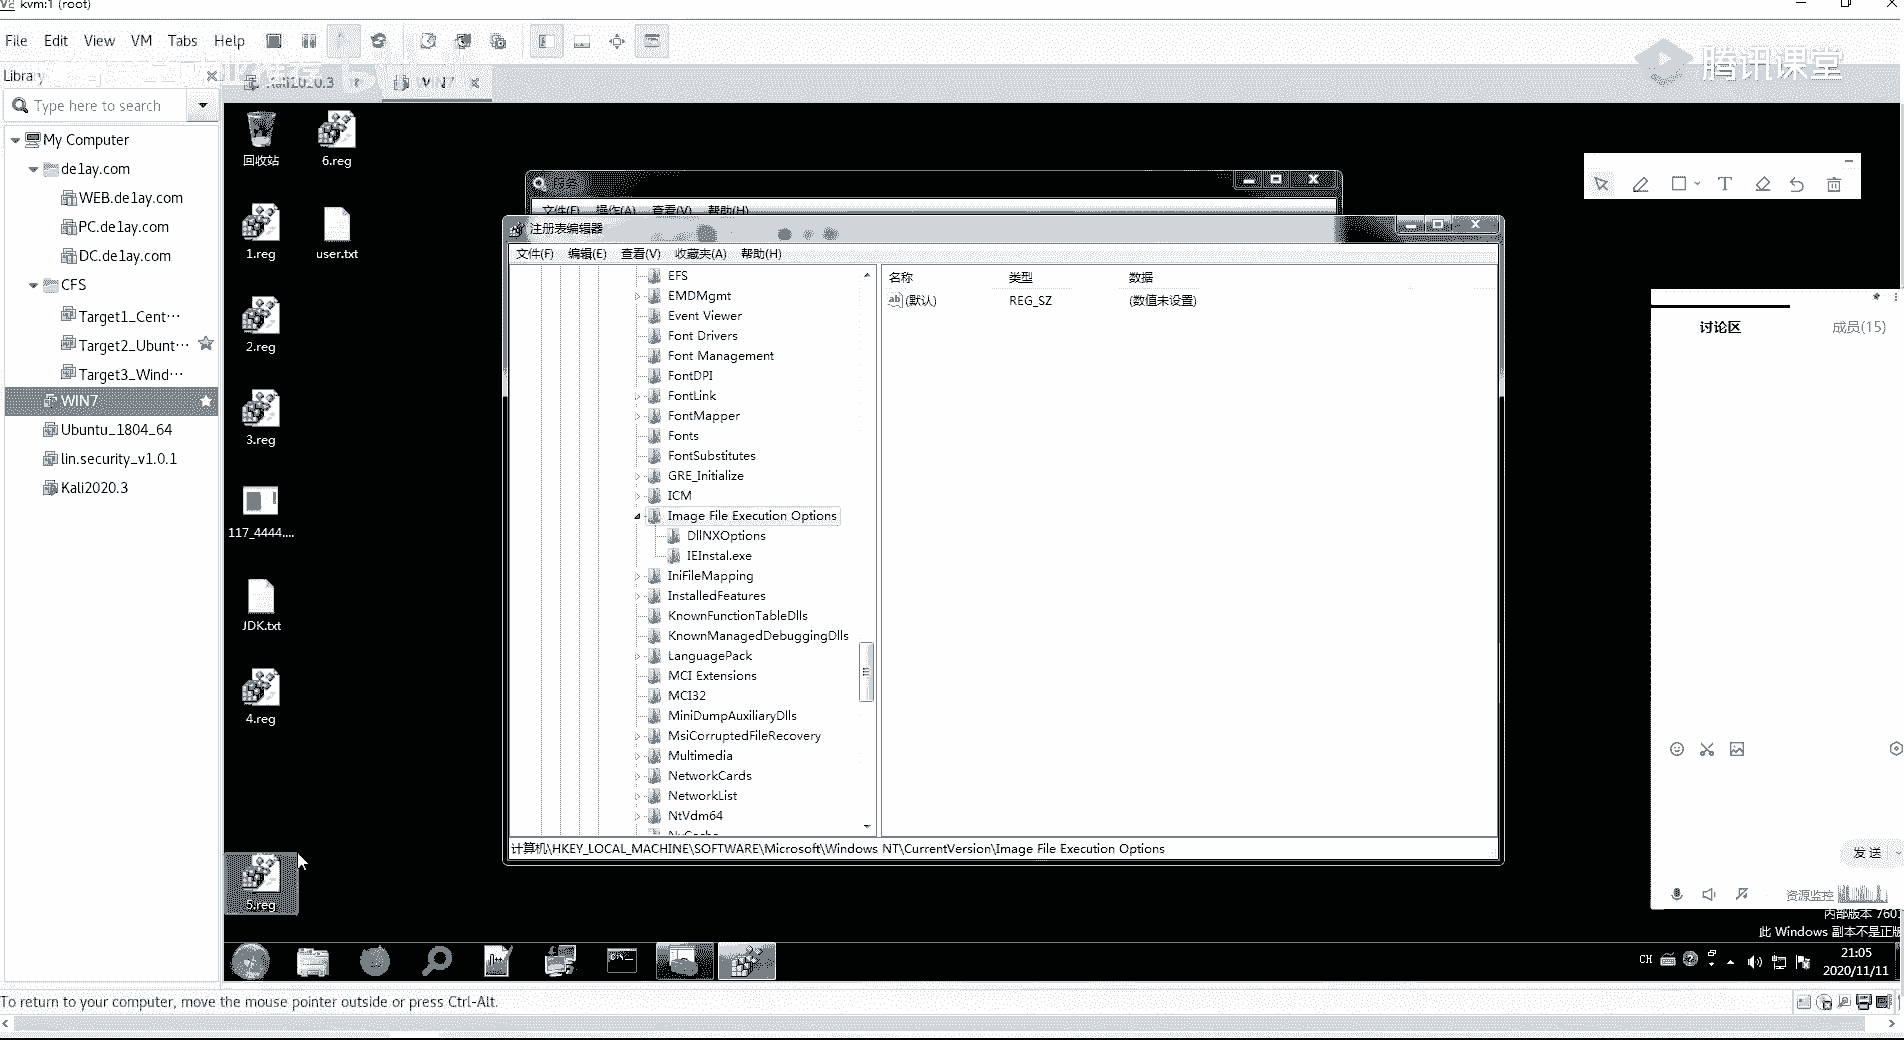 kvm:1 (root)
File Edit View VM Tabs Help
腾讯课堂
Library
Type here to search
My Computer
de1ay.com
WEB.de1ay.com
PC.de1ay.com
DC.de1ay.com
CFS
Target1_Cent…
Target2_Ubunt…
Target3_Wind…
WIN7
Ubuntu_1804_64
lin.security_v1.0.1
Kali2020.3
回收站
6.reg
1.reg
user.txt
2.reg
3.reg
117_4444....
JDK.txt
4.reg
5.reg
文件(F) 操作(A) 查看(V) 帮助(H)
注册表编辑器
文件(F) 编辑(E) 查看(V) 收藏夹(A) 帮助(H)
EFS
EMDMgmt
Event Viewer
Font Drivers
Font Management
FontDPI
FontLink
FontMapper
Fonts
FontSubstitutes
GRE_Initialize
ICM
Image File Execution Options
DllNXOptions
IEInstal.exe
IniFileMapping
InstalledFeatures
KnownFunctionTableDlls
KnownManagedDebuggingDlls
LanguagePack
MCI Extensions
MCI32
MiniDumpAuxiliaryDlls
MsiCorruptedFileRecovery
Multimedia
NetworkCards
NetworkList
NtVdm64
名称 类型 数据
(默认) REG_SZ (数值未设置)
计算机\HKEY_LOCAL_MACHINE\SOFTWARE\Microsoft\Windows NT\CurrentVersion\Image File Execution Options
讨论区 成员(15)
发送
资源监控
内部版本 7601
此 Windows 副本不是正版
CH
21:05
2020/11/11
To return to your computer, move the mouse pointer outside or press Ctrl-Alt.